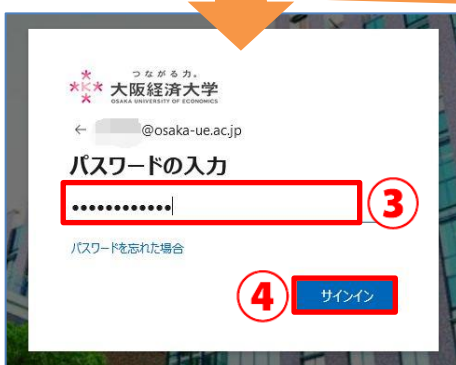 つながる力。
大阪経済大学
OSAKA UNIVERSITY OF ECONOMICS
← @osaka-ue.ac.jp
パスワードの入力
••••••••••••
③
パスワードを忘れた場合
④ サインイン